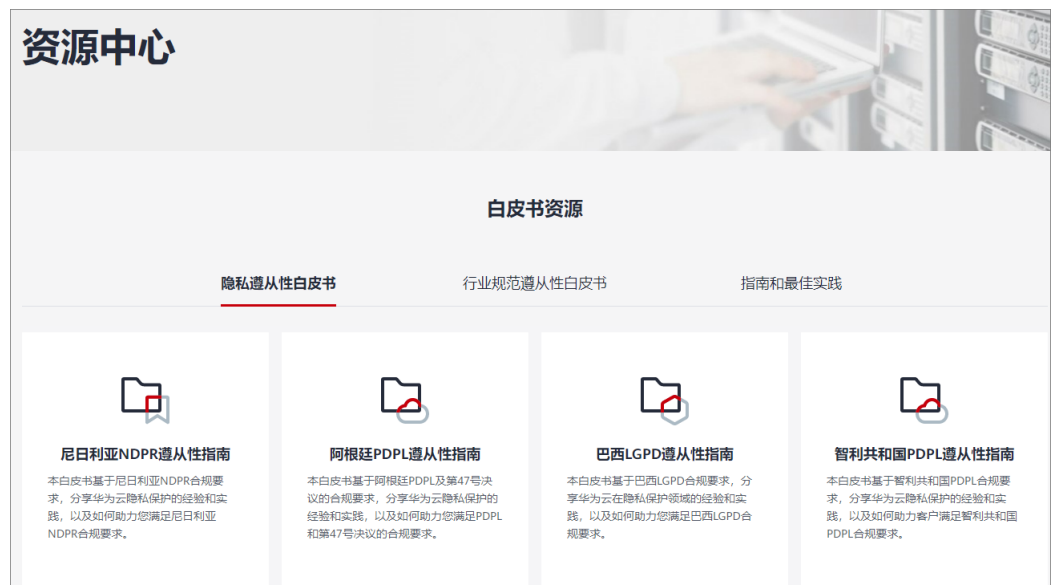 资源中心
白皮书资源
隐私遵从性白皮书
行业规范遵从性白皮书
指南和最佳实践
尼日利亚NDPR遵从性指南
本白皮书基于尼日利亚NDPR合规要
求，分享华为云隐私保护的经验和实
践，以及如何助力您满足尼日利亚
NDPR合规要求。
阿根廷PDPL遵从性指南
本白皮书基于阿根廷PDPL及第47号决
议的合规要求，分享华为云隐私保护的
经验和实践，以及如何助力您满足PDPL
和第47号决议的合规要求。
巴西LGPD遵从性指南
本白皮书基于巴西LGPD合规要求，分
享华为云在隐私保护领域的经验和实
践，以及如何助力您满足巴西LGPD合
规要求。
智利共和国PDPL遵从性指南
本白皮书基于智利共和国PDPL合规要
求，分享华为云隐私保护的经验和实
践，以及如何助力客户满足智利共和国
PDPL合规要求。